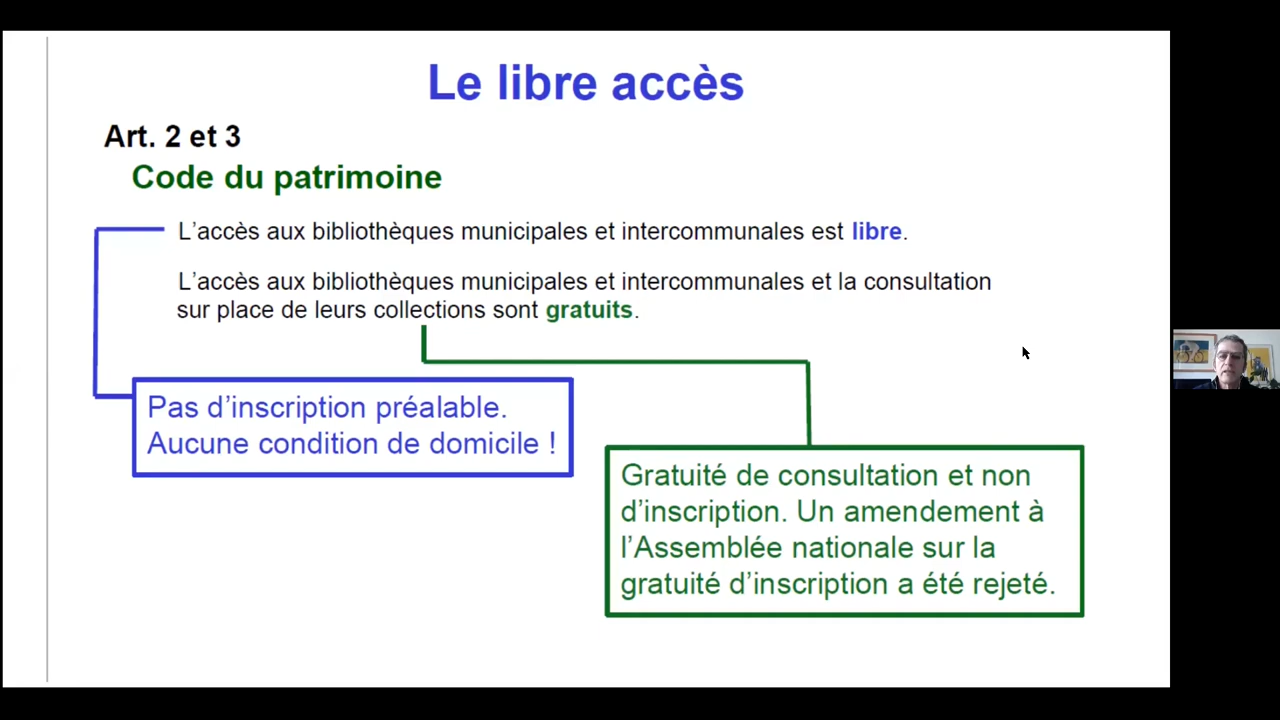 Le libre accès
Art. 2 et 3
Code du patrimoine
L’accès aux bibliothèques municipales et intercommunales est libre.
L’accès aux bibliothèques municipales et intercommunales et la consultation
sur place de leurs collections sont gratuits.
Pas d’inscription préalable.
Aucune condition de domicile !
Gratuité de consultation et non
d’inscription. Un amendement à
l’Assemblée nationale sur la
gratuité d’inscription a été rejeté.